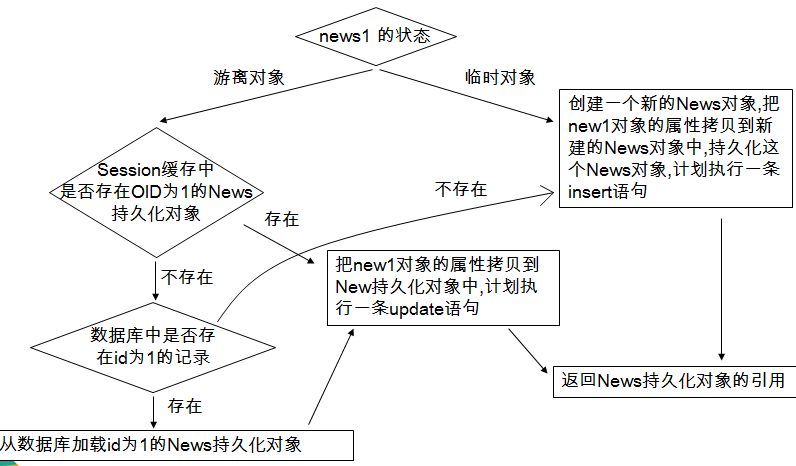 news1 的状态
游离对象
临时对象
创建一个新的News对象,把
new1对象的属性拷贝到新
建的News对象中,持久化这
个News对象,计划执行一条
insert语句
Session缓存中
是否存在OID为1的News
持久化对象
不存在
存在
不存在
把new1对象的属性拷贝到
New持久化对象中,计划执
行一条update语句
数据库中是否存
在id为1的记录
返回News持久化对象的引用
存在
从数据库加载id为1的News持久化对象